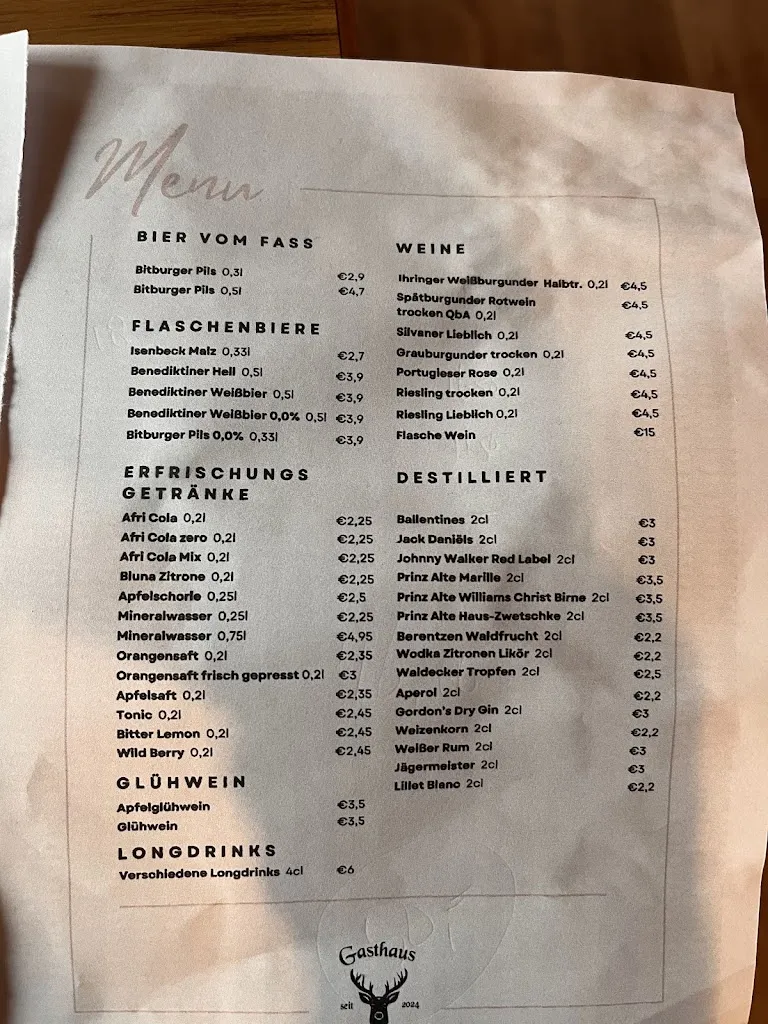 Menu
BIER VOM FASS
Bitburger Pils 0,3l €2,9
Bitburger Pils 0,5l €4,7
FLASCHENBIERE
Isenbeck Malz 0,33l €2,7
Benediktiner Hell 0,5l €3,9
Benediktiner Weißbier 0,5l €3,9
Benediktiner Weißbier 0,0% 0,5l €3,9
Bitburger Pils 0,0% 0,33l €3,9
ERFRISCHUNGS
GETRÄNKE
Afri Cola 0,2l €2,25
Afri Cola zero 0,2l €2,25
Afri Cola Mix 0,2l €2,25
Bluna Zitrone 0,2l €2,25
Apfelschorle 0,25l €2,5
Mineralwasser 0,25l €2,25
Mineralwasser 0,75l €4,95
Orangensaft 0,2l €2,35
Orangensaft frisch gepresst 0,2l €3
Apfelsaft 0,2l €2,35
Tonic 0,2l €2,45
Bitter Lemon 0,2l €2,45
Wild Berry 0,2l €2,45
GLÜHWEIN
Apfelglühwein €3,5
Glühwein €3,5
LONGDRINKS
Verschiedene Longdrinks 4cl €6
WEINE
Ihringer Weißburgunder Halbtr. 0,2l €4,5
Spätburgunder Rotwein €4,5
trocken QbA 0,2l
Silvaner Lieblich 0,2l €4,5
Grauburgunder trocken 0,2l €4,5
Portugieser Rose 0,2l €4,5
Riesling trocken 0,2l €4,5
Riesling Lieblich 0,2l €4,5
Flasche Wein €15
DESTILLIERT
Ballentines 2cl €3
Jack Daniëls 2cl €3
Johnny Walker Red Label 2cl €3
Prinz Alte Marille 2cl €3,5
Prinz Alte Williams Christ Birne 2cl €3,5
Prinz Alte Haus-Zwetschke 2cl €3,5
Berentzen Waldfrucht 2cl €2,2
Wodka Zitronen Likör 2cl €2,2
Waldecker Tropfen 2cl €2,5
Aperol 2cl €2,2
Gordon's Dry Gin 2cl €3
Weizenkorn 2cl €2,2
Weißer Rum 2cl €3
Jägermeister 2cl €3
Lillet Blanc 2cl €2,2
Gasthaus
seit 2024